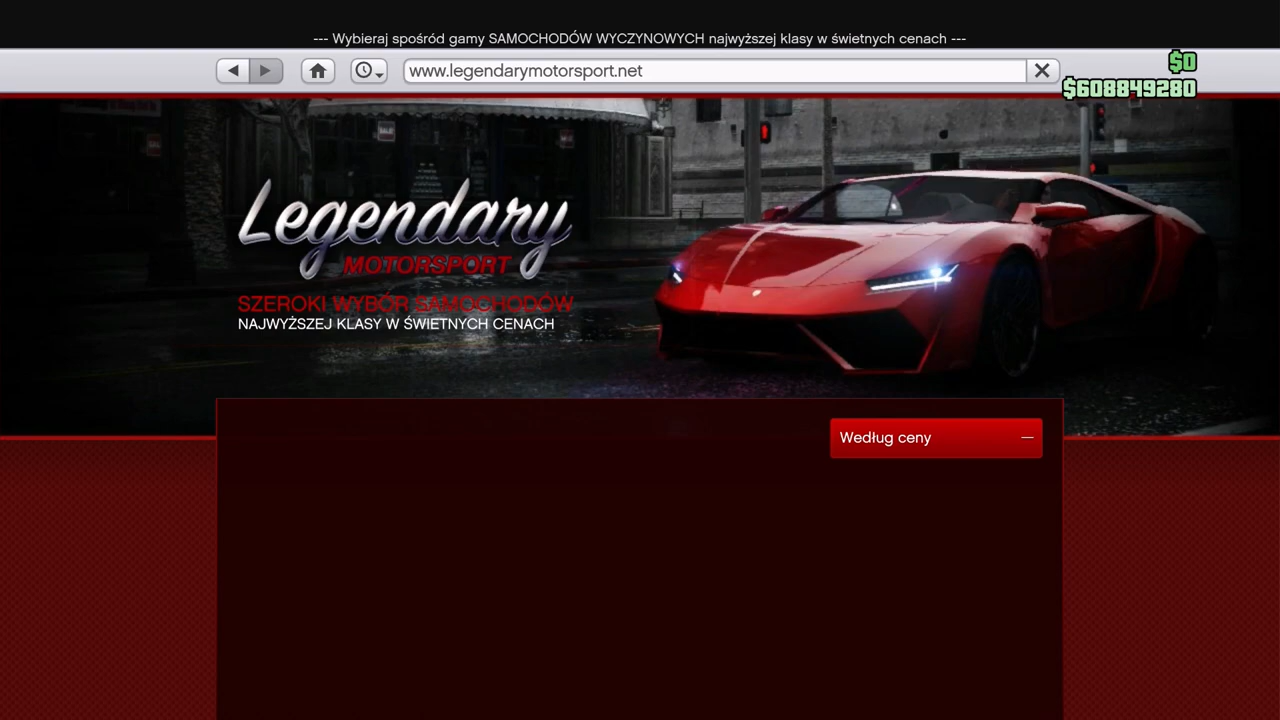 --- Wybieraj spośród gamy SAMOCHODÓW WYCZYNOWYCH najwyższej klasy w świetnych cenach ---
www.legendarymotorsport.net
$0
$608849280
Legendary
MOTORSPORT
SZEROKI WYBÓR SAMOCHODÓW
NAJWYŻSZEJ KLASY W ŚWIETNYCH CENACH
Według ceny